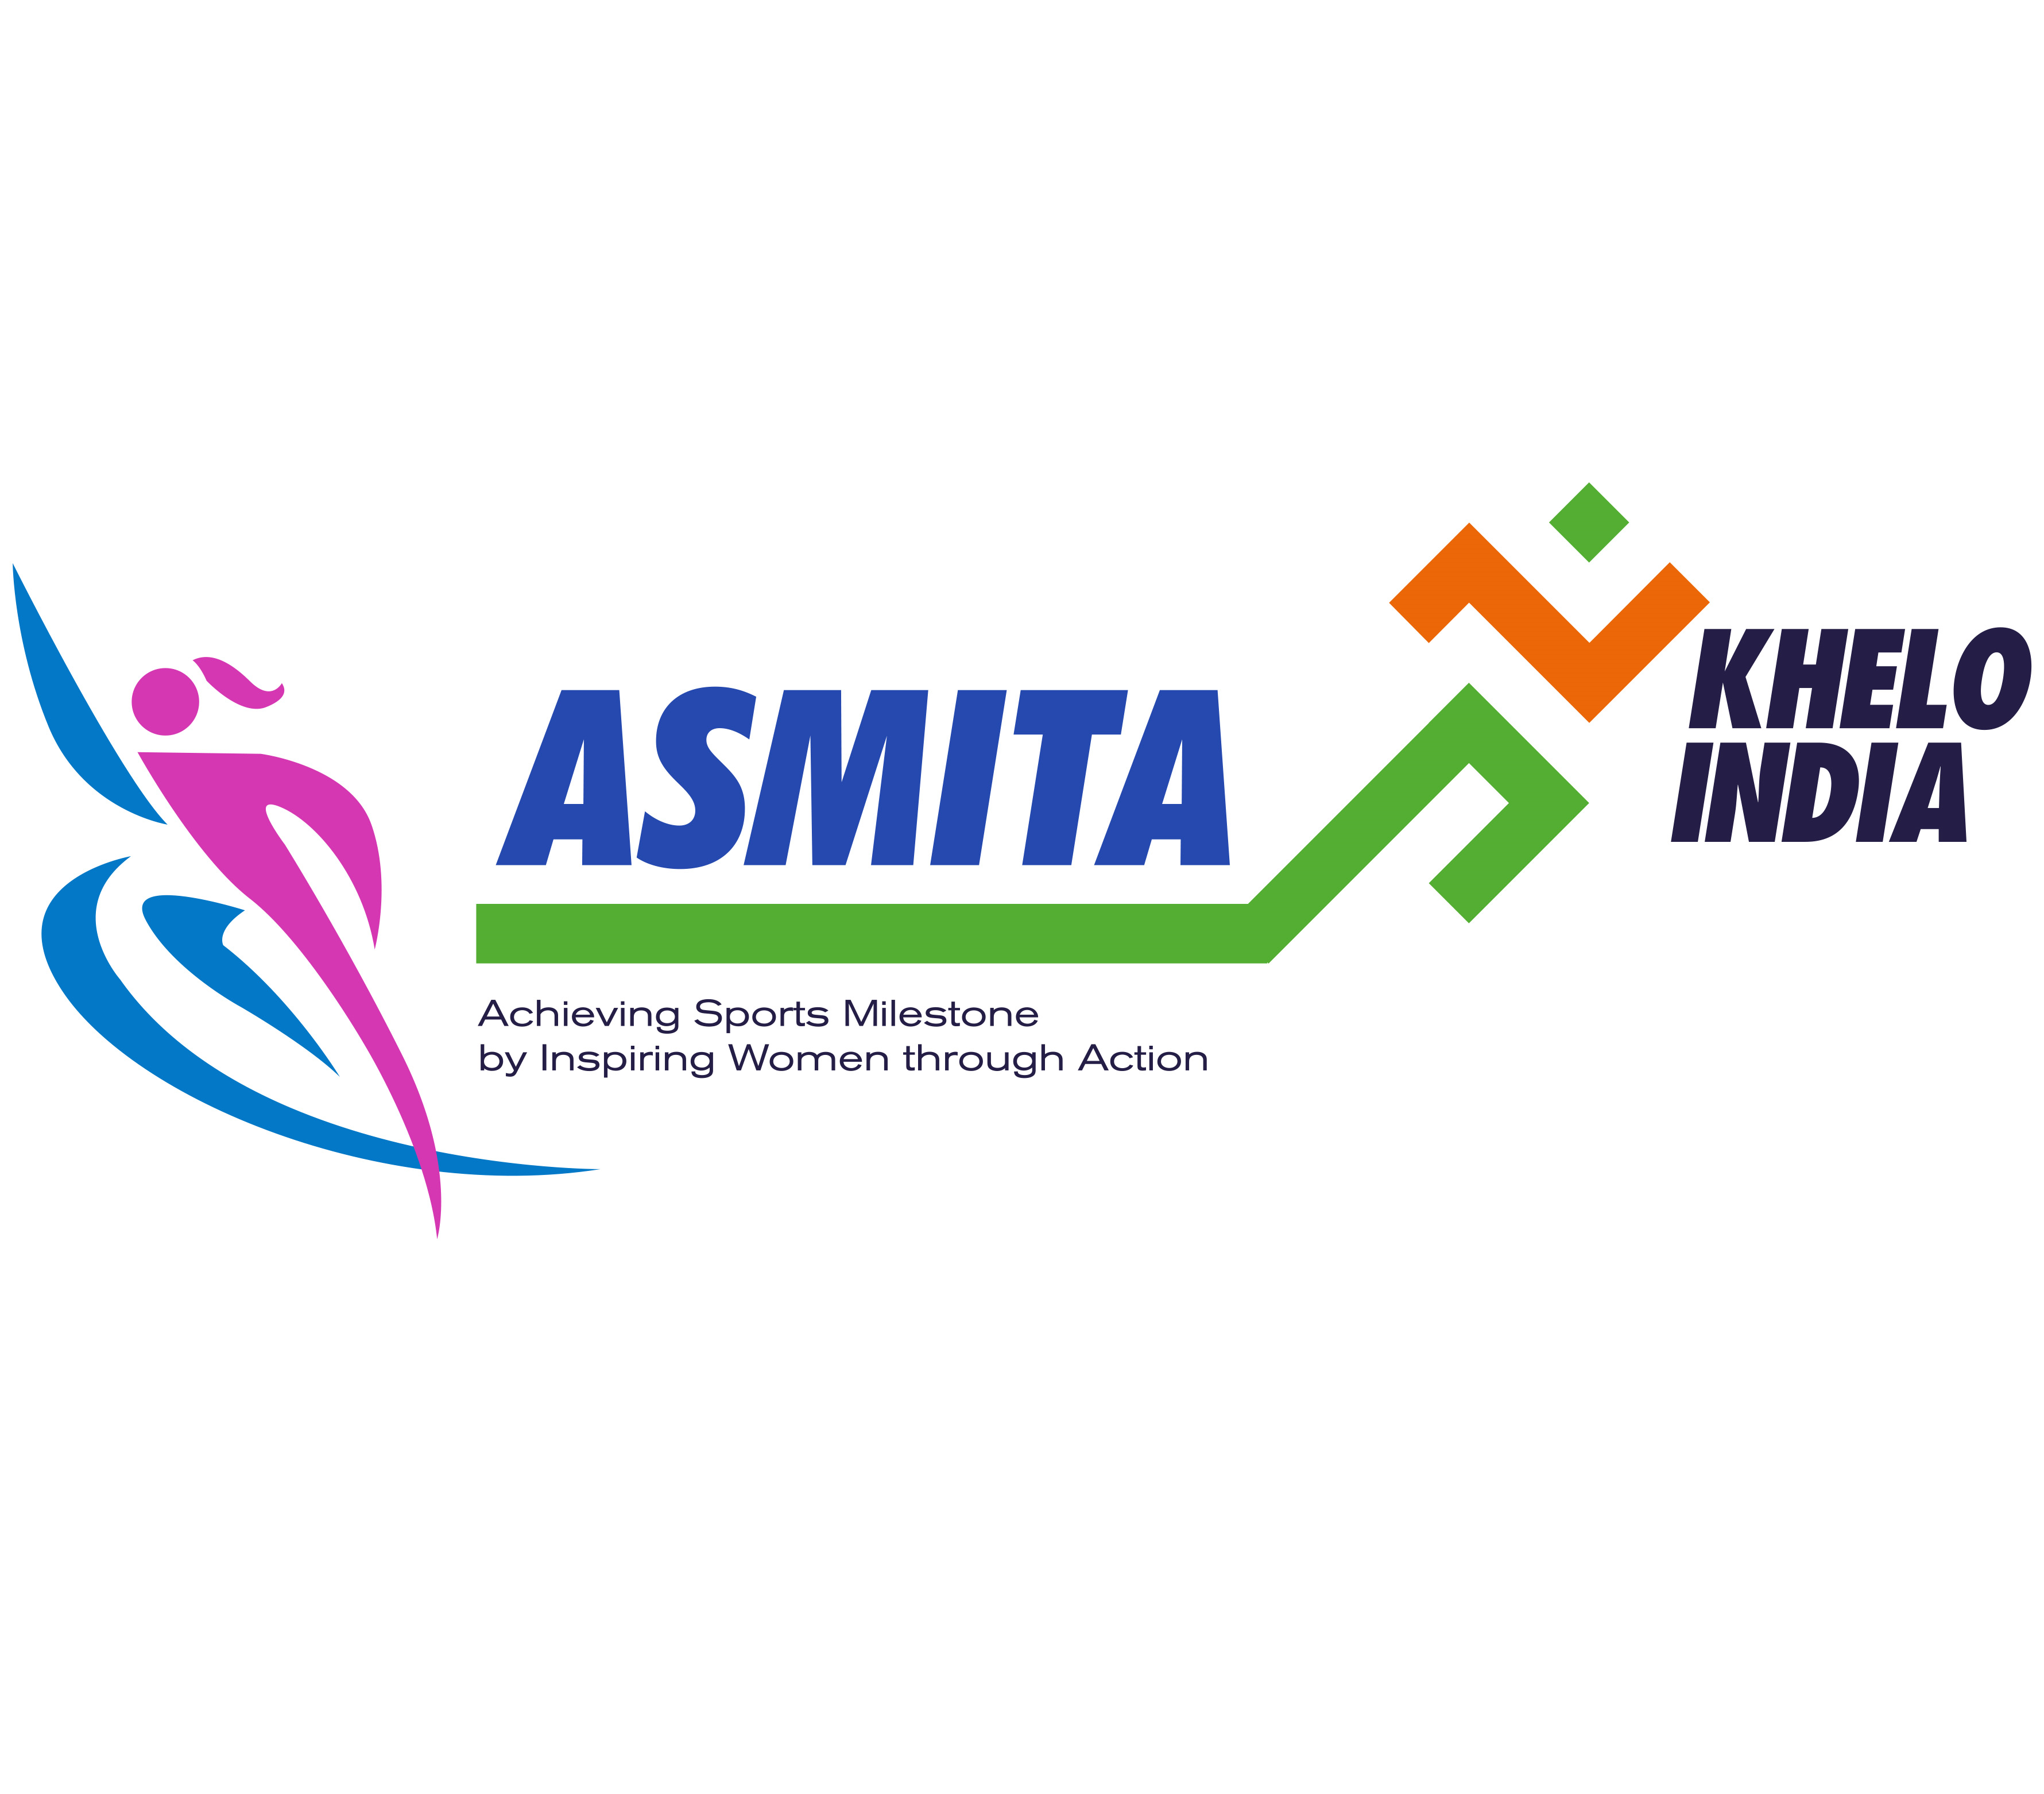 ASMITA
KHELO
INDIA
Achieving Sports Milestone
by Inspiring Women through Action